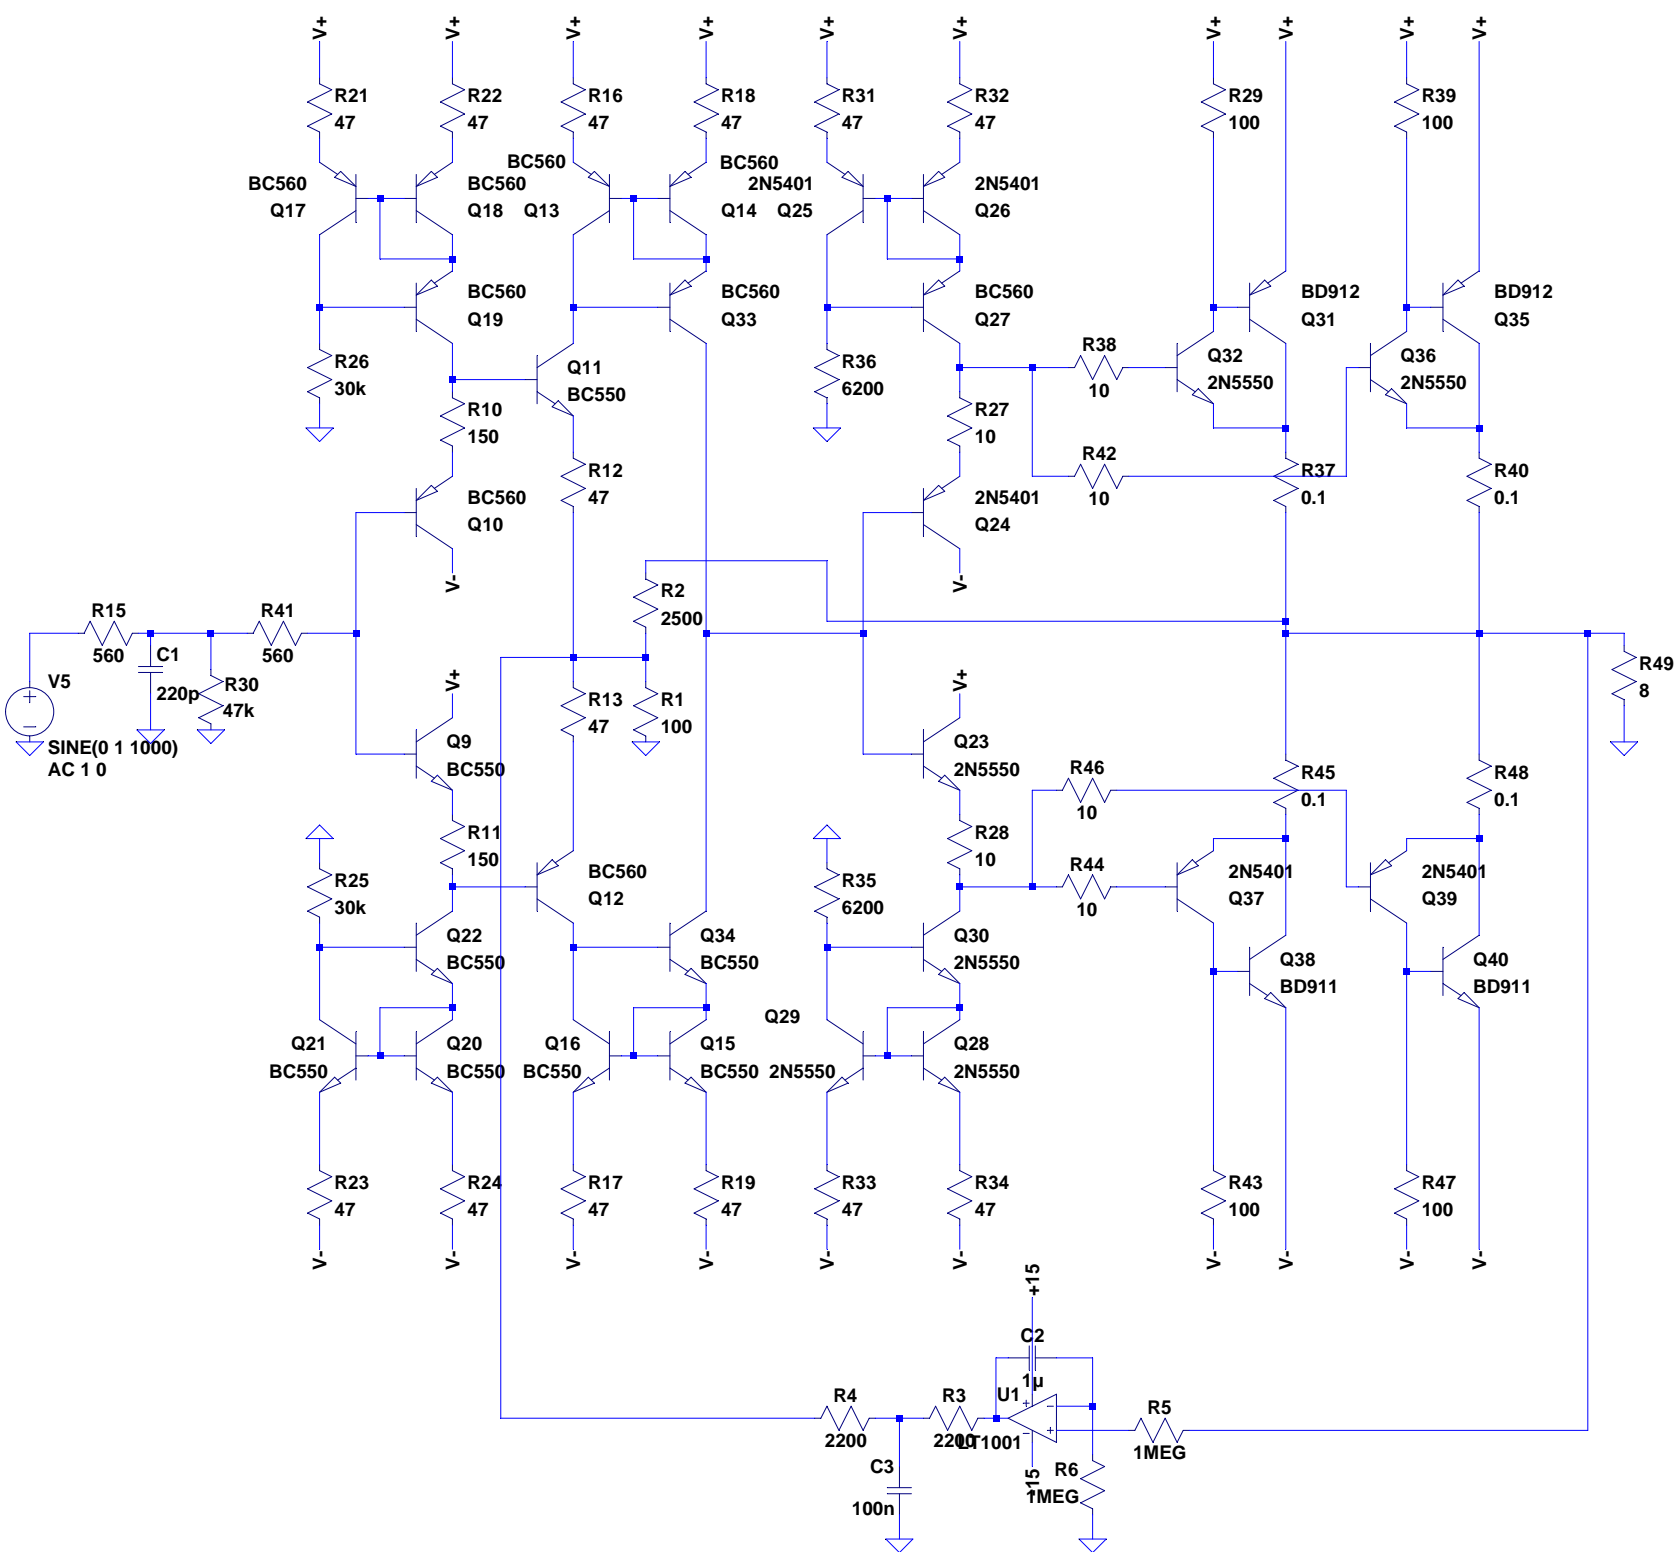 V+
V+
V+
V+
V+
V+
V+
V+
V+
V+
R21
47
R22
47
R16
47
R18
47
R31
47
R32
47
R29
100
R39
100
BC560
Q17
BC560
Q18
BC560
Q13
BC560
Q14
2N5401
Q25
2N5401
Q26
BC560
Q19
BC560
Q33
BC560
Q27
BD912
Q31
BD912
Q35
R26
30k
Q11
BC550
R36
6200
R38
10
Q32
2N5550
Q36
2N5550
R10
150
R27
10
R12
47
R42
10
R37
0.1
R40
0.1
BC560
Q10
2N5401
Q24
V-
V-
R2
2500
R15
560
R41
560
C1
220p
R30
47k
V5
SINE(0 1 1000)
AC 1 0
R49
8
V+
R13
47
R1
100
V+
Q9
BC550
Q23
2N5550
R46
10
R45
0.1
R48
0.1
R11
150
R28
10
R25
30k
BC560
Q12
R35
6200
R44
10
2N5401
Q37
2N5401
Q39
Q22
BC550
Q34
BC550
Q30
2N5550
Q38
BD911
Q40
BD911
Q21
BC550
Q20
BC550
Q16
BC550
Q15
BC550
Q29
2N5550
Q28
2N5550
R23
47
R24
47
R17
47
R19
47
R33
47
R34
47
R43
100
R47
100
V-
V-
V-
V-
V-
V-
V-
V-
V-
V-
+15
C2
1µ
U1
LT1001
R4
2200
R3
2200
R5
1MEG
-15
R6
1MEG
C3
100n